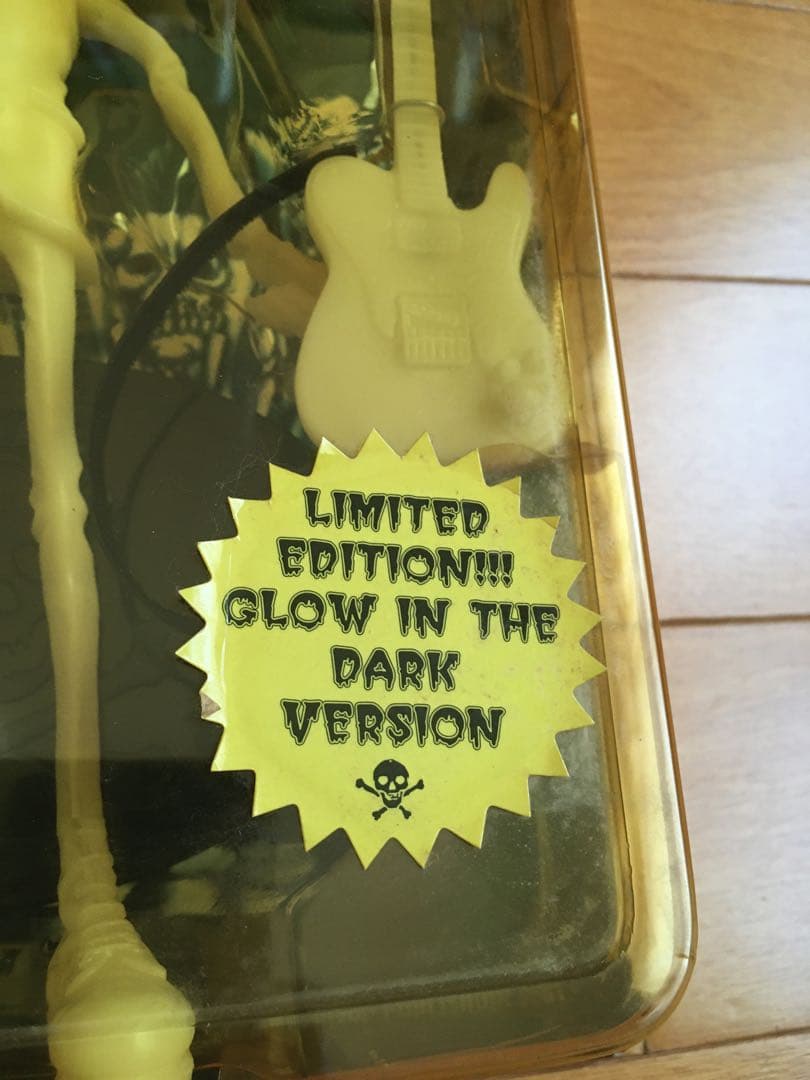 LIMITED
EDITION!!!
GLOW IN THE
DARK
VERSION